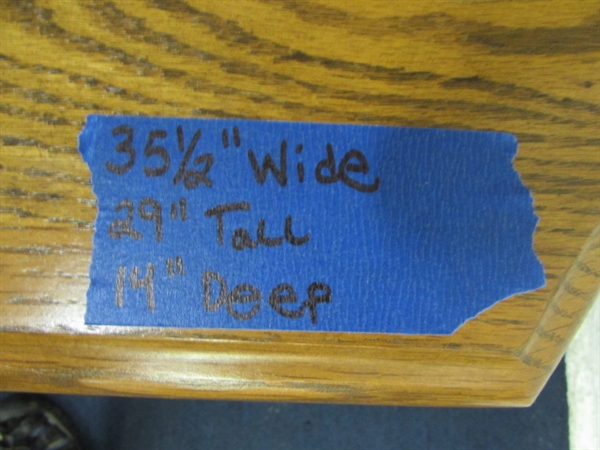 35½" Wide
29" Tall
14" Deep